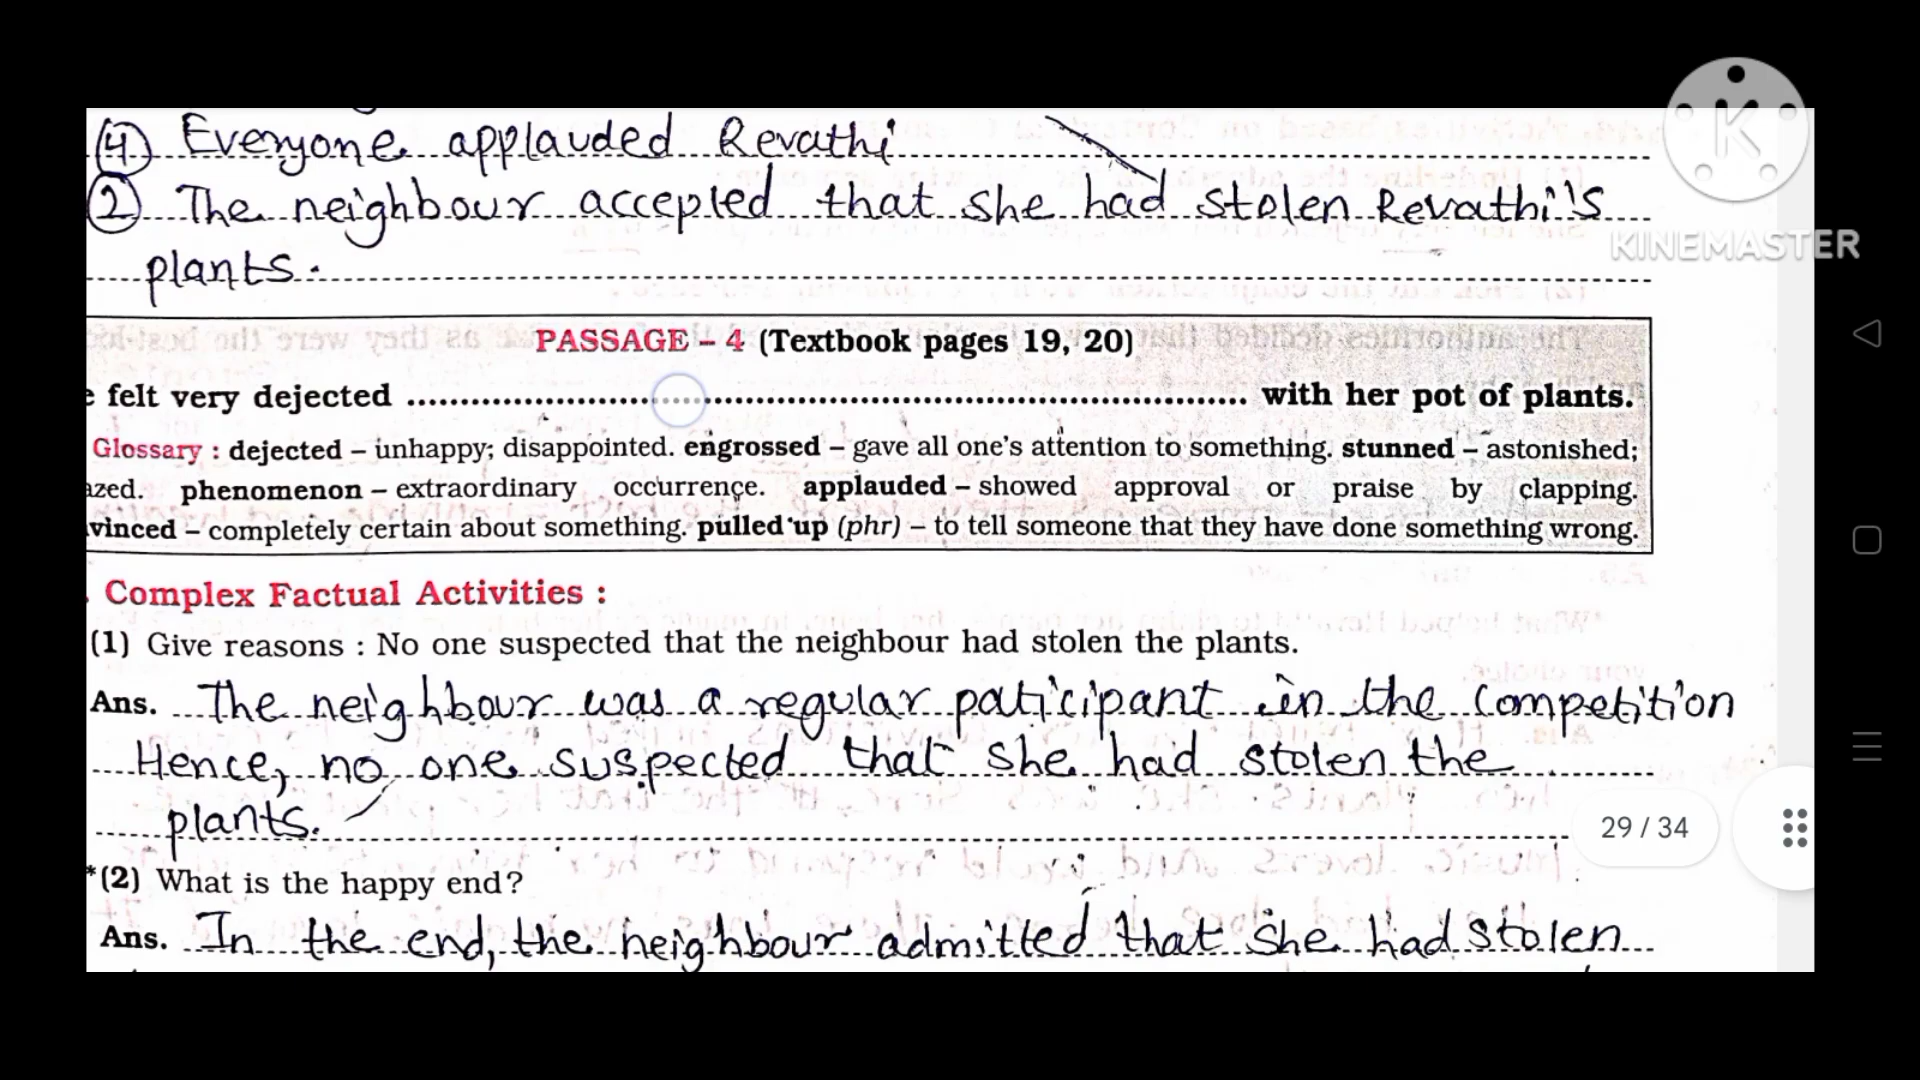 (4) Everyone applauded Revathi
(2) The neighbour accepted that she had stolen Revathi's
plants.
PASSAGE – 4 (Textbook pages 19, 20)
e felt very dejected ........................................................................ with her pot of plants.
Glossary : dejected – unhappy; disappointed. engrossed – gave all one's attention to something. stunned – astonished;
azed. phenomenon – extraordinary occurrence. applauded – showed approval or praise by clapping.
vinced – completely certain about something. pulled up (phr) – to tell someone that they have done something wrong.
Complex Factual Activities :
(1) Give reasons : No one suspected that the neighbour had stolen the plants.
Ans. The neighbour was a regular paticipant in the Competition
Hence, no one suspected that she had stolen the
plants.
*(2) What is the happy end?
Ans. In the end, the neighbour admitted that she had stolen
K
KINEMASTER
29 / 34